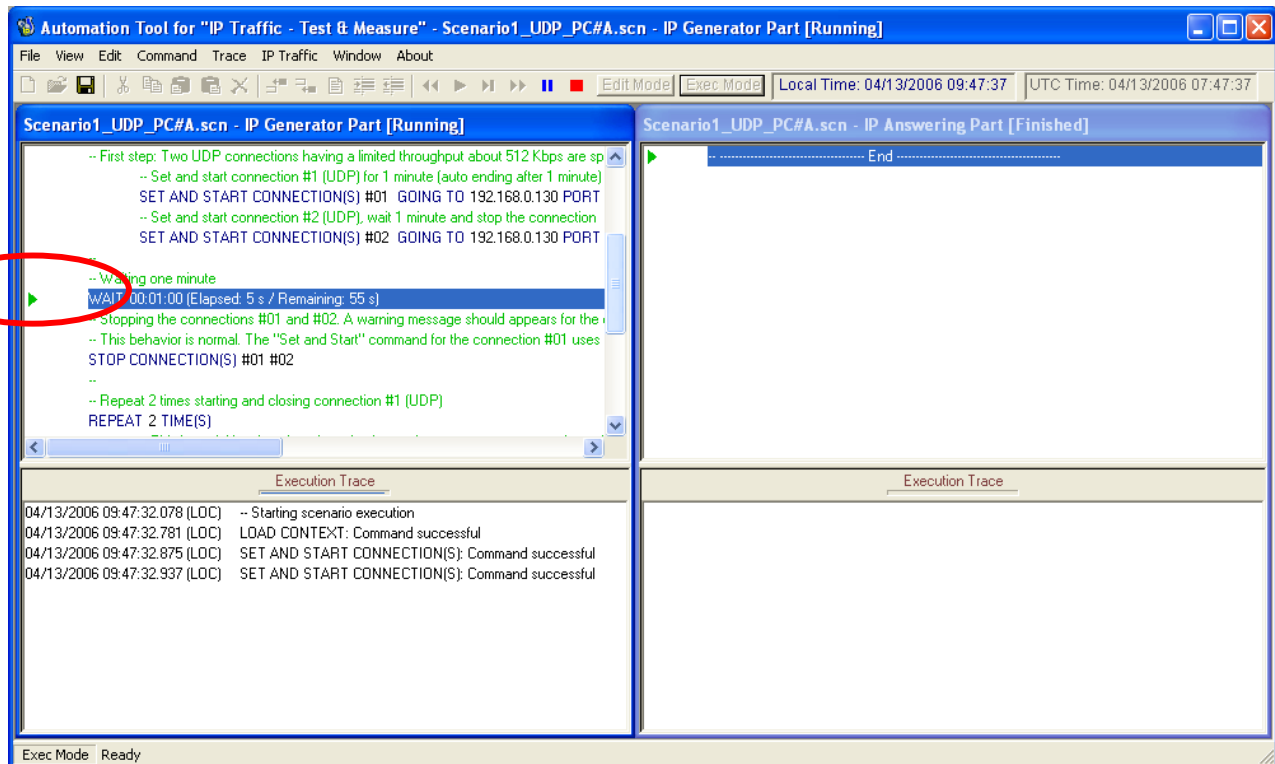 Automation Tool for "IP Traffic - Test & Measure" - Scenario1_UDP_PC#A.scn - IP Generator Part [Running]
File View Edit Command Trace IP Traffic Window About
Edit Mode Exec Mode Local Time: 04/13/2006 09:47:37 UTC Time: 04/13/2006 07:47:37
Scenario1_UDP_PC#A.scn - IP Generator Part [Running]
-- First step: Two UDP connections having a limited throughput about 512 Kbps are sp
-- Set and start connection #1 (UDP) for 1 minute (auto ending after 1 minute)
SET AND START CONNECTION(S) #01 GOING TO 192.168.0.130 PORT
-- Set and start connection #2 (UDP), wait 1 minute and stop the connection
SET AND START CONNECTION(S) #02 GOING TO 192.168.0.130 PORT
--
-- Waiting one minute
WAIT 00:01:00 (Elapsed: 5 s / Remaining: 55 s)
-- Stopping the connections #01 and #02. A warning message should appears for the
-- This behavior is normal. The "Set and Start" command for the connection #01 uses
STOP CONNECTION(S) #01 #02
--
-- Repeat 2 times starting and closing connection #1 (UDP)
REPEAT 2 TIME(S)
Execution Trace
04/13/2006 09:47:32.078 (LOC) -- Starting scenario execution
04/13/2006 09:47:32.781 (LOC) LOAD CONTEXT: Command successful
04/13/2006 09:47:32.875 (LOC) SET AND START CONNECTION(S): Command successful
04/13/2006 09:47:32.937 (LOC) SET AND START CONNECTION(S): Command successful
Scenario1_UDP_PC#A.scn - IP Answering Part [Finished]
-- ------------------------------------ End -----------------------------------------
Execution Trace
Exec Mode Ready